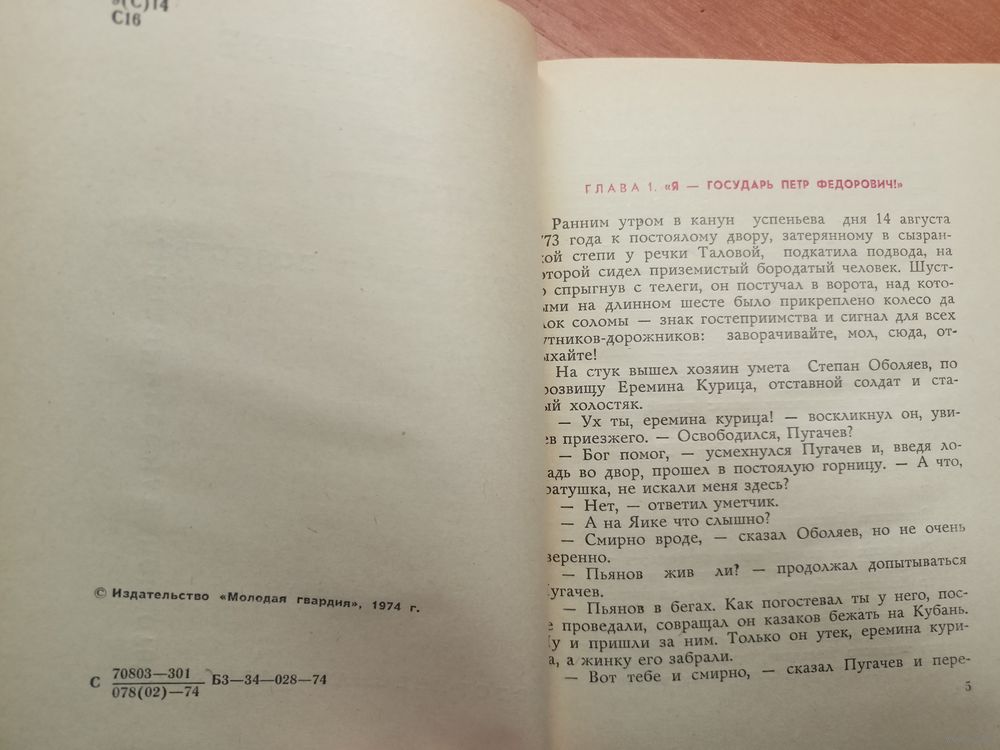 9(С)14
С16
© Издательство «Молодая гвардия», 1974 г.
С 70803—301 Б3—34—028—74
078(02)—74
ГЛАВА 1. «Я — ГОСУДАРЬ ПЕТР ФЕДОРОВИЧ!»
Ранним утром в канун успеньева дня 14 августа
773 года к постоялому двору, затерянному в сызран-
кой степи у речки Таловой, подкатила подвода, на
оторой сидел приземистый бородатый человек. Шуст-
о спрыгнув с телеги, он постучал в ворота, над кото-
ыми на длинном шесте было прикреплено колесо да
лок соломы — знак гостеприимства и сигнал для всех
утников-дорожников: заворачивайте, мол, сюда, от-
ыхайте!
На стук вышел хозяин умета Степан Оболяев, по
розвищу Еремина Курица, отставной солдат и ста-
ый холостяк.
— Ух ты, еремина курица! — воскликнул он, уви-
ев приезжего. — Освободился, Пугачев?
— Бог помог, — усмехнулся Пугачев и, введя ло-
адь во двор, прошел в постоялую горницу. — А что,
ратушка, не искали меня здесь?
— Нет, — ответил уметчик.
— А на Яике что слышно?
— Смирно вроде, — сказал Оболяев, но не очень
веренно.
— Пьянов жив ли? — продолжал допытываться
угачев.
— Пьянов в бегах. Как погостевал ты у него, пос-
е проведали, совращал он казаков бежать на Кубань.
у и пришли за ним. Только он утек, еремина кури-
а, а жинку его забрали.
— Вот тебе и смирно, — сказал Пугачев и пере-
5